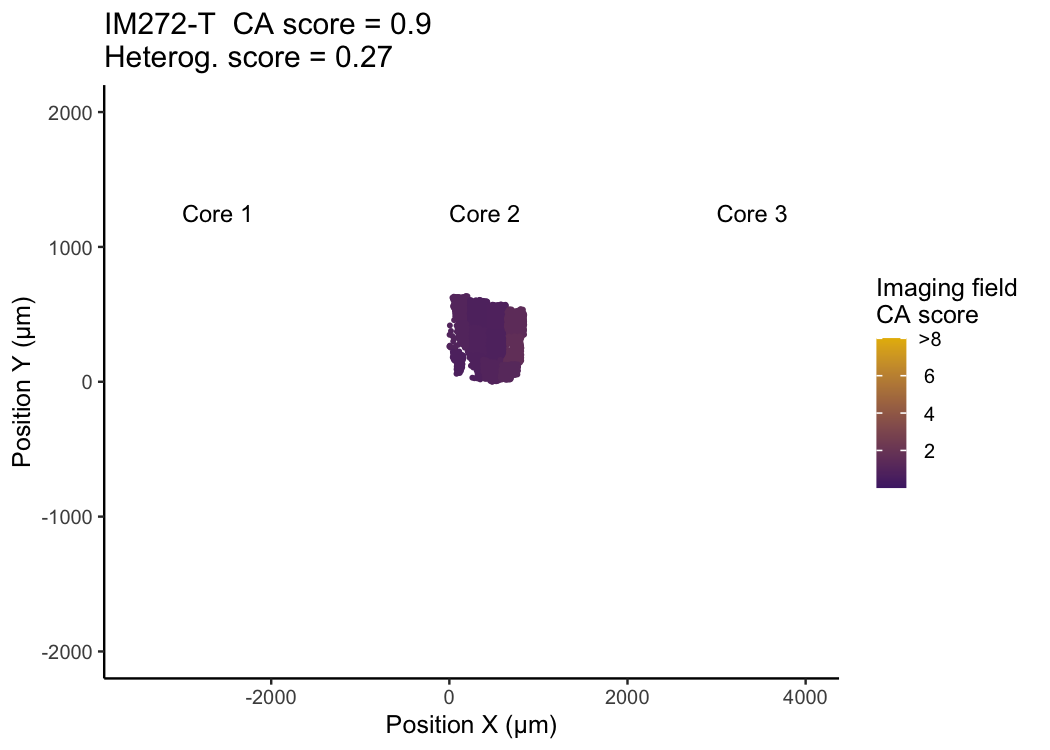 IM272-T  CA score = 0.9
Heterog. score = 0.27
2000
1000
0
-1000
-2000
Position Y (µm)
Core 1
Core 2
Core 3
-2000
0
2000
4000
Position X (µm)
Imaging field
CA score
>8
6
4
2